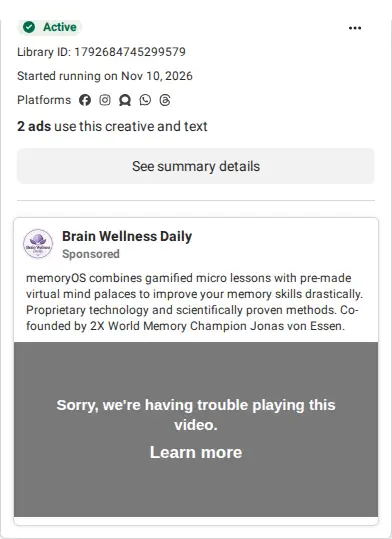 Active
Library ID: 1792684745299579
Started running on Nov 10, 2026
Platforms
2 ads use this creative and text
See summary details
Brain Wellness Daily
Sponsored
memoryOS combines gamified micro lessons with pre-made
virtual mind palaces to improve your memory skills drastically.
Proprietary technology and scientifically proven methods. Co-
founded by 2X World Memory Champion Jonas von Essen.
Sorry, we're having trouble playing this
video.
Learn more